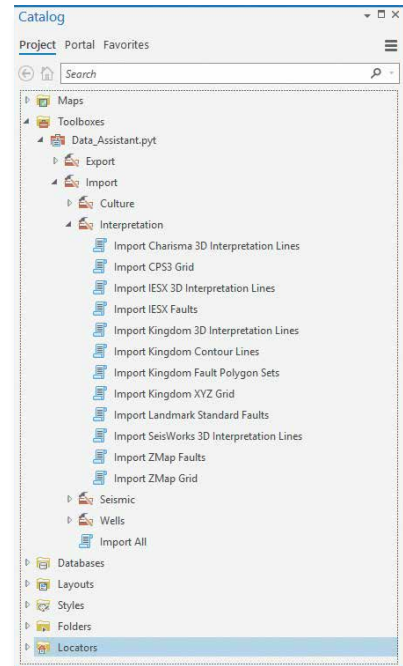 Catalog
Project Portal Favorites
Search
Maps
Toolboxes
Data_Assistant.pyt
Export
Import
Culture
Interpretation
Import Charisma 3D Interpretation Lines
Import CPS3 Grid
Import IESX 3D Interpretation Lines
Import IESX Faults
Import Kingdom 3D Interpretation Lines
Import Kingdom Contour Lines
Import Kingdom Fault Polygon Sets
Import Kingdom XYZ Grid
Import Landmark Standard Faults
Import SeisWorks 3D Interpretation Lines
Import ZMap Faults
Import ZMap Grid
Seismic
Wells
Import All
Databases
Layouts
Styles
Folders
Locators